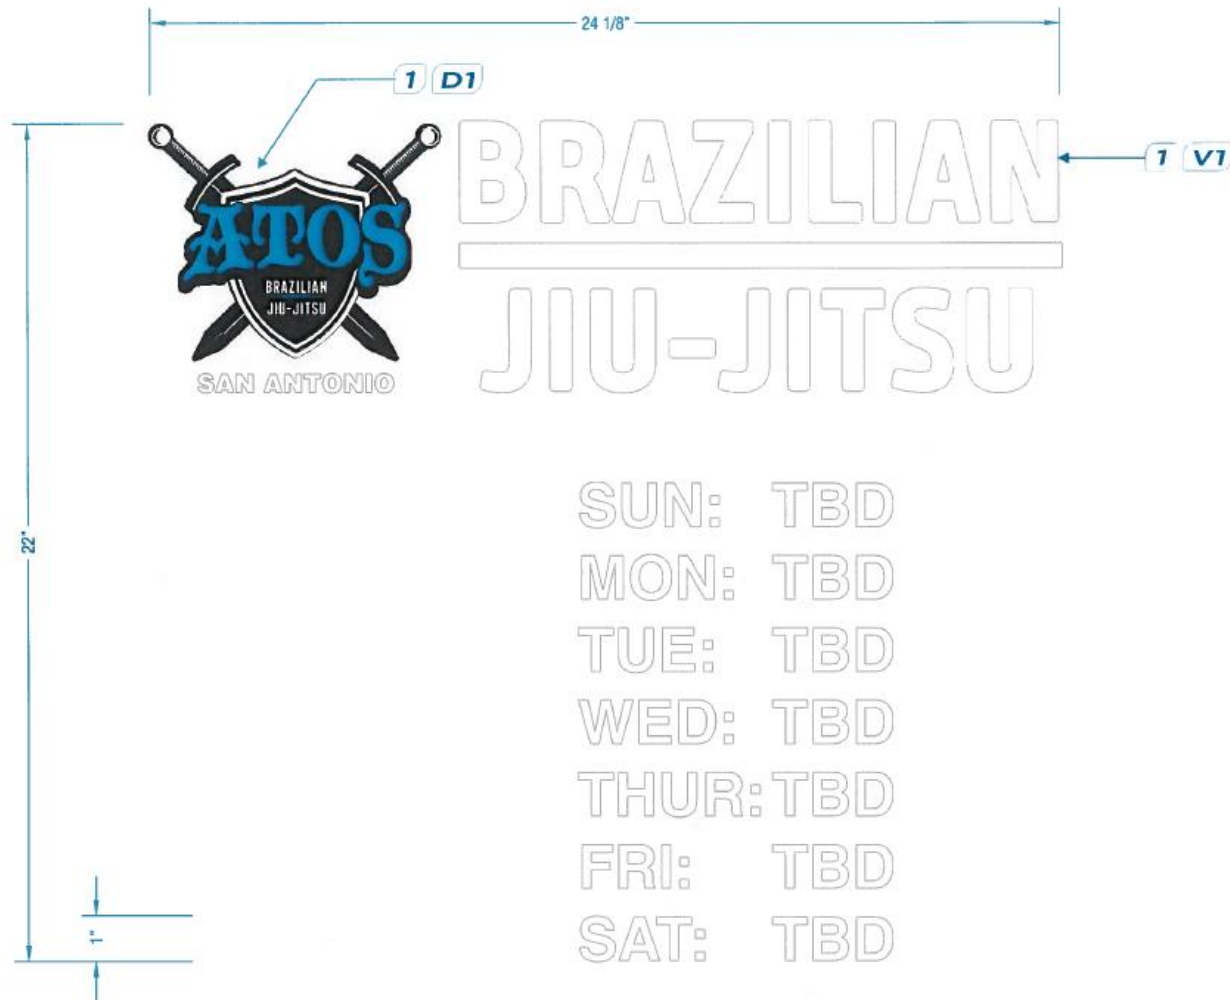 24 1/8"
1 D1
BRAZILIAN
1 V1
ATOS
BRAZILIAN
JIU-JITSU
JIU-JITSU
SAN ANTONIO
22"
SUN: TBD
MON: TBD
TUE: TBD
WED: TBD
THUR: TBD
FRI: TBD
SAT: TBD
1"